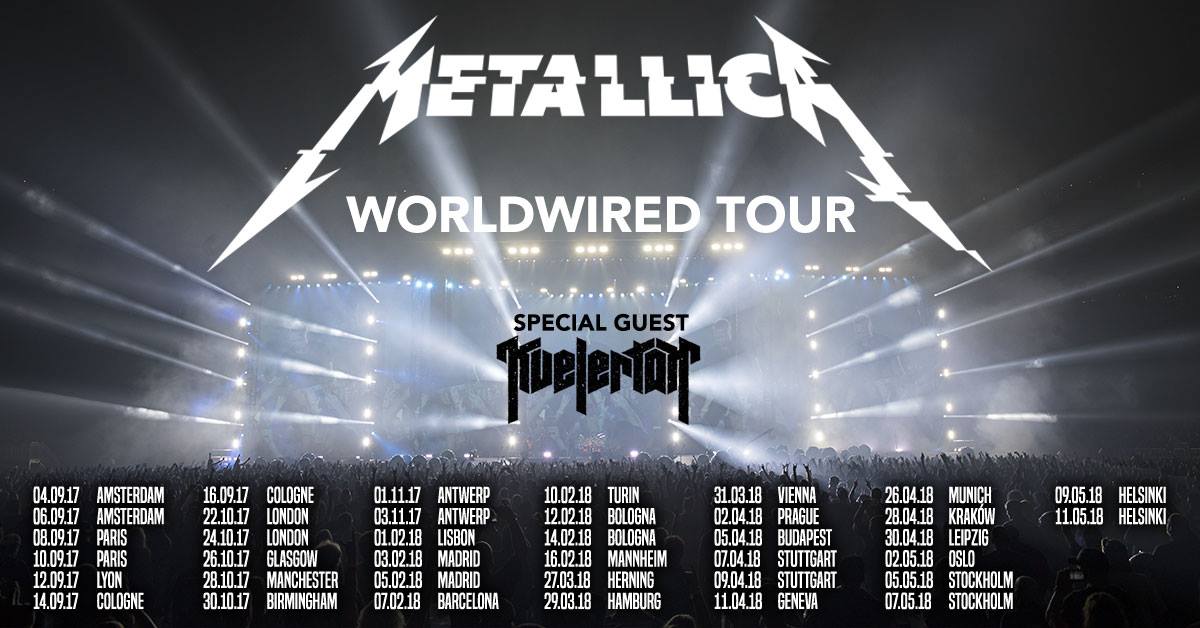 METALLICA
WORLDWIRED TOUR
SPECIAL GUEST
Kvelertak
04.09.17 AMSTERDAM
06.09.17 AMSTERDAM
08.09.17 PARIS
10.09.17 PARIS
12.09.17 LYON
14.09.17 COLOGNE
16.09.17 COLOGNE
22.10.17 LONDON
24.10.17 LONDON
26.10.17 GLASGOW
28.10.17 MANCHESTER
30.10.17 BIRMINGHAM
01.11.17 ANTWERP
03.11.17 ANTWERP
01.02.18 LISBON
03.02.18 MADRID
05.02.18 MADRID
07.02.18 BARCELONA
10.02.18 TURIN
12.02.18 BOLOGNA
14.02.18 BOLOGNA
16.02.18 MANNHEIM
27.03.18 HERNING
29.03.18 HAMBURG
31.03.18 VIENNA
02.04.18 PRAGUE
05.04.18 BUDAPEST
07.04.18 STUTTGART
09.04.18 STUTTGART
11.04.18 GENEVA
26.04.18 MUNICH
28.04.18 KRAKÓW
30.04.18 LEIPZIG
02.05.18 OSLO
05.05.18 STOCKHOLM
07.05.18 STOCKHOLM
09.05.18 HELSINKI
11.05.18 HELSINKI